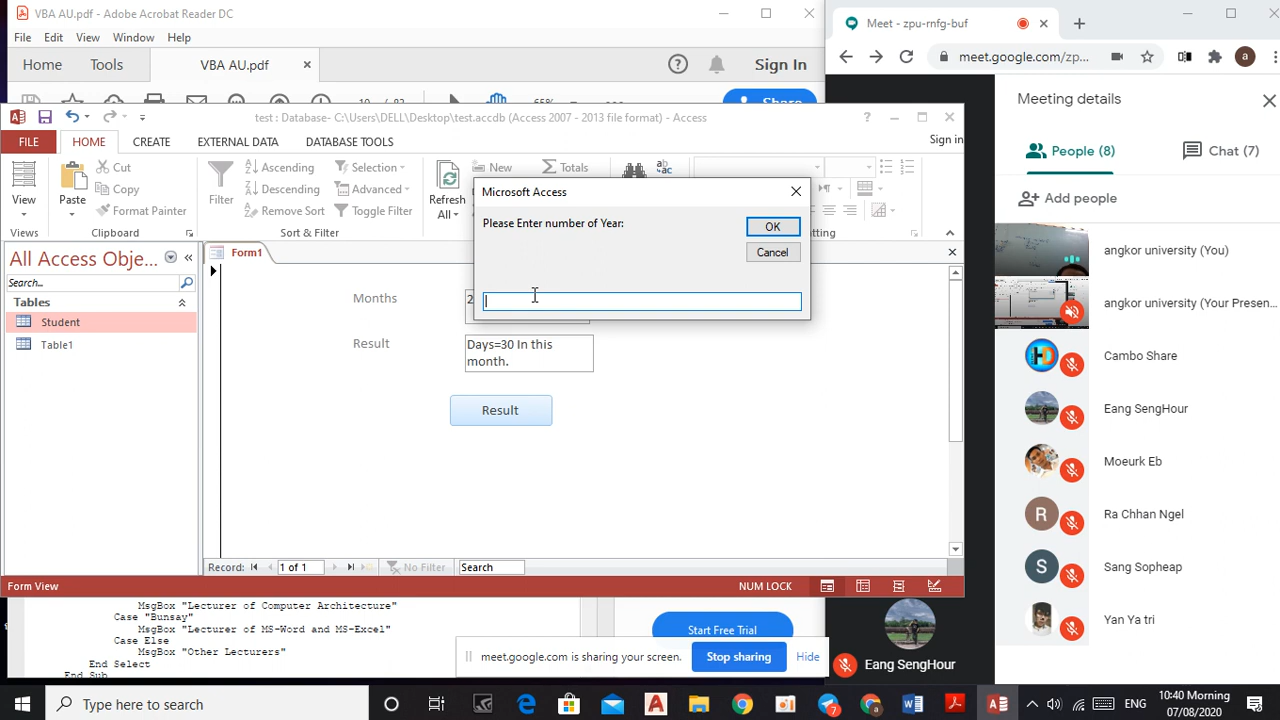 VBA AU.pdf - Adobe Acrobat Reader DC
File Edit View Window Help
Home Tools VBA AU.pdf × Sign In
Share
test : Database- C:\Users\DELL\Desktop\test.accdb (Access 2007 - 2013 file format) - Access
Sign in
FILE HOME CREATE EXTERNAL DATA DATABASE TOOLS
View
Views
Paste
Cut
Copy
Format Painter
Clipboard
Filter
Ascending
Descending
Remove Sort
Selection
Advanced
Toggle Filter
Sort & Filter
Refresh
All
New
Totals
Microsoft Access
Please Enter number of Year:
OK
Cancel
All Access Obje...
Search...
Tables
Student
Table1
Form1
Months 2
Result Days=30 In this
month.
Result
Record: 1 of 1 No Filter Search
Form View NUM LOCK
MsgBox "Lecturer of Computer Architecture"
Case "Bunsay"
MsgBox "Lecturer of MS-Word and MS-Excel"
Case Else
MsgBox "Other Lecturers"
End Select
End Sub
Start Free Trial
meet.google.com is sharing your screen. Stop sharing Hide
Meet - zpu-rnfg-buf
meet.google.com/zp...
Meeting details
People (8) Chat (7)
Add people
angkor university (You)
angkor university (Your Presen...
Cambo Share
Eang SengHour
Moeurk Eb
R Ra Chhan Ngel
S Sang Sopheap
Yan Ya tri
Eang SengHour
Type here to search
ENG
10:40 Morning
07/08/2020